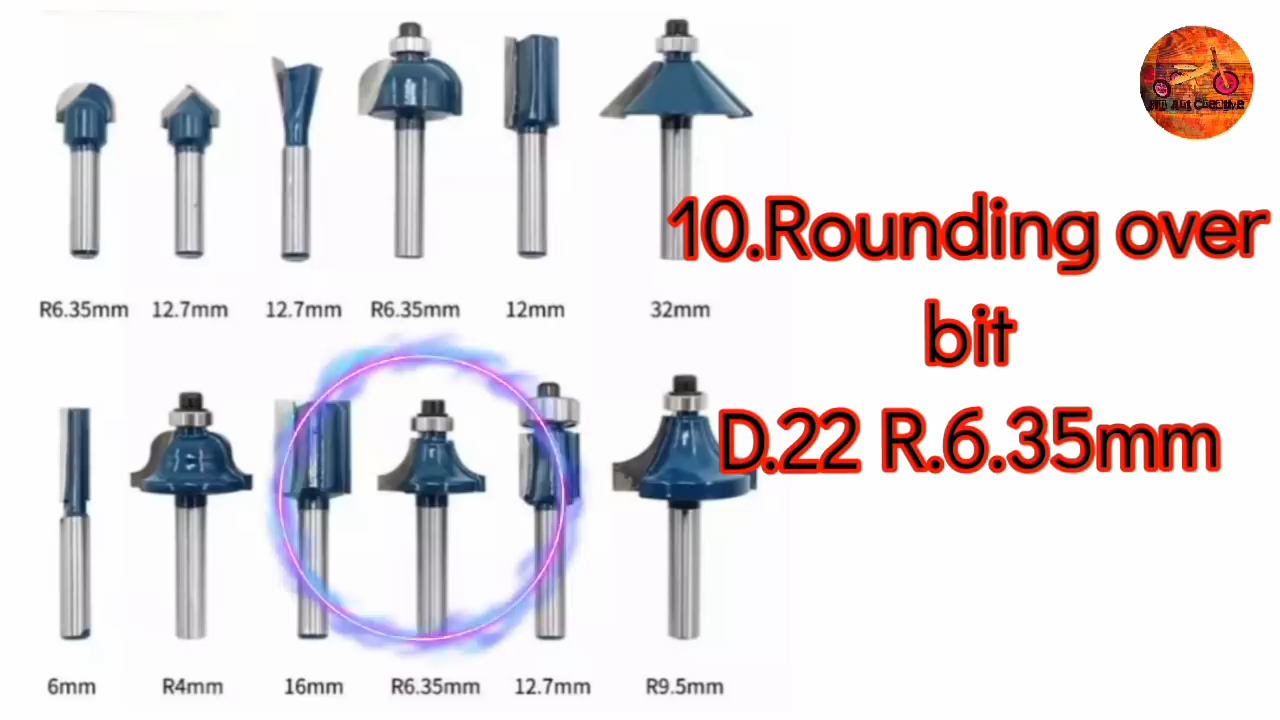 R6.35mm 12.7mm 12.7mm R6.35mm 12mm 32mm
10.Rounding over
bit
D.22 R.6.35mm
6mm R4mm 16mm R6.35mm 12.7mm R9.5mm